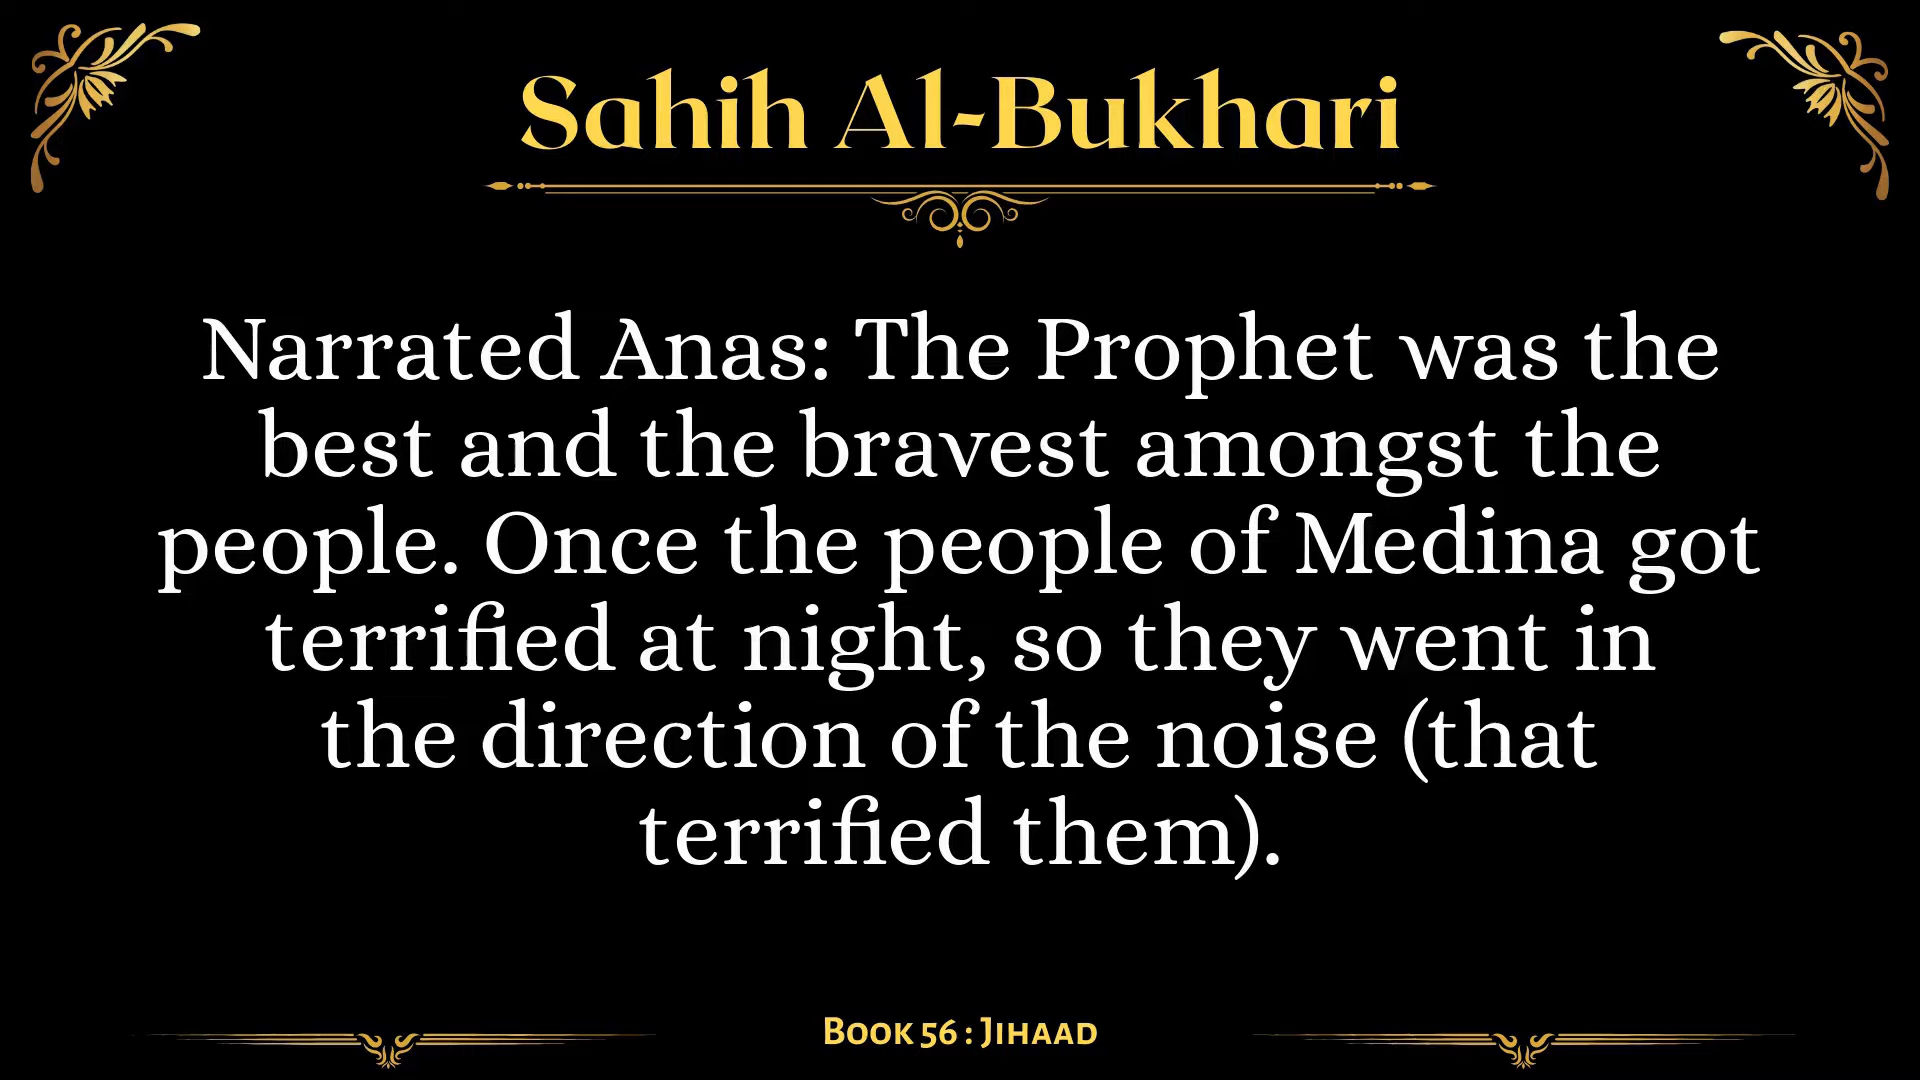 Sahih Al-Bukhari
Narrated Anas: The Prophet was the
best and the bravest amongst the
people. Once the people of Medina got
terrified at night, so they went in
the direction of the noise (that
terrified them).
Book 56 : Jihaad